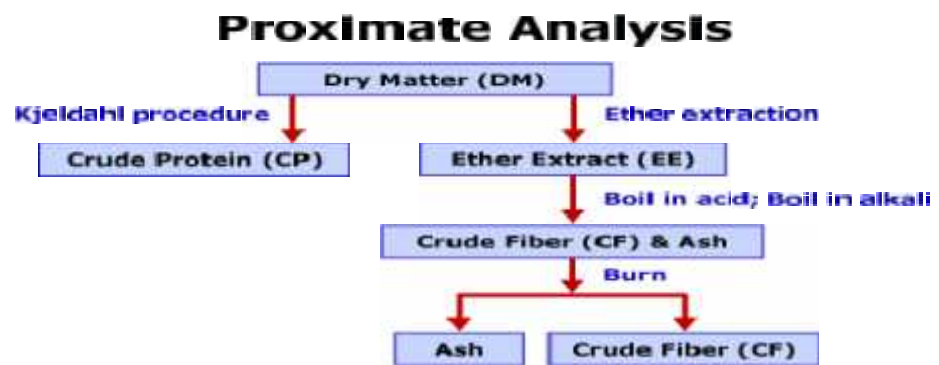 Proximate Analysis
Dry Matter (DM)
Kjeldahl procedure
Ether extraction
Crude Protein (CP)
Ether Extract (EE)
Boil in acid; Boil in alkali
Crude Fiber (CF) & Ash
Burn
Ash
Crude Fiber (CF)